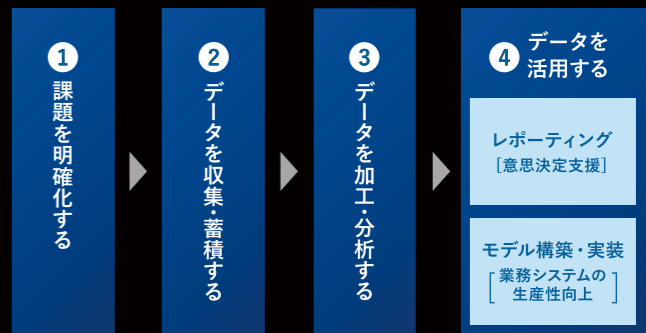 1
課題を明確化する
2
データを収集・蓄積する
3
データを加工・分析する
4
データを
活用する
レポーティング
[意思決定支援]
モデル構築・実装
[業務システムの
生産性向上]